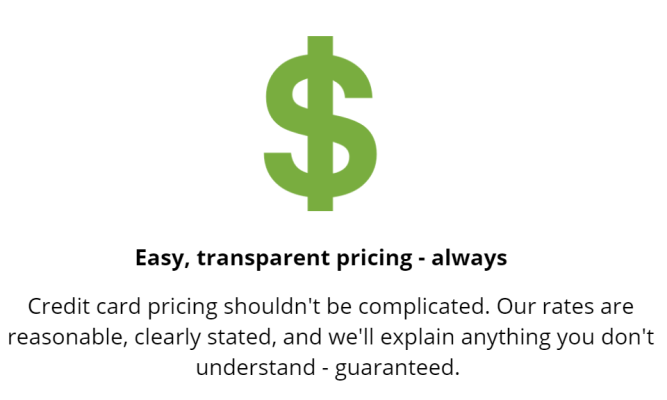 Easy, transparent pricing - always
Credit card pricing shouldn't be complicated. Our rates are
reasonable, clearly stated, and we'll explain anything you don't
understand - guaranteed.